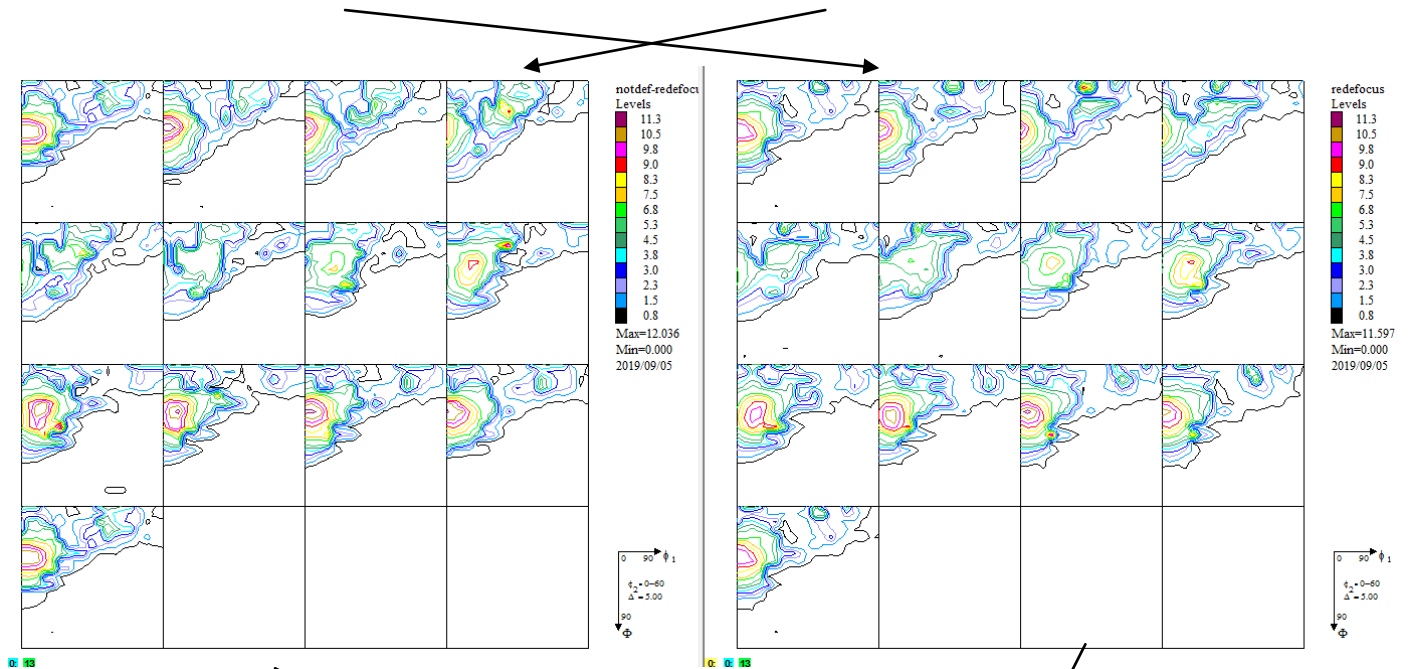 notdef-redefocu
Levels
11.3
10.5
9.8
9.0
8.3
7.5
6.8
5.3
4.5
3.8
3.0
2.3
1.5
0.8
Max=12.036
Min=0.000
2019/09/05
0 90 ϕ 1
ϕ2=0-60
Δ=5.00
90
Φ
0: 13
redefocus
Levels
11.3
10.5
9.8
9.0
8.3
7.5
6.8
5.3
4.5
3.8
3.0
2.3
1.5
0.8
Max=11.597
Min=0.000
2019/09/05
0 90 ϕ 1
ϕ2=0-60
Δ=5.00
90
Φ
0: 0: 13